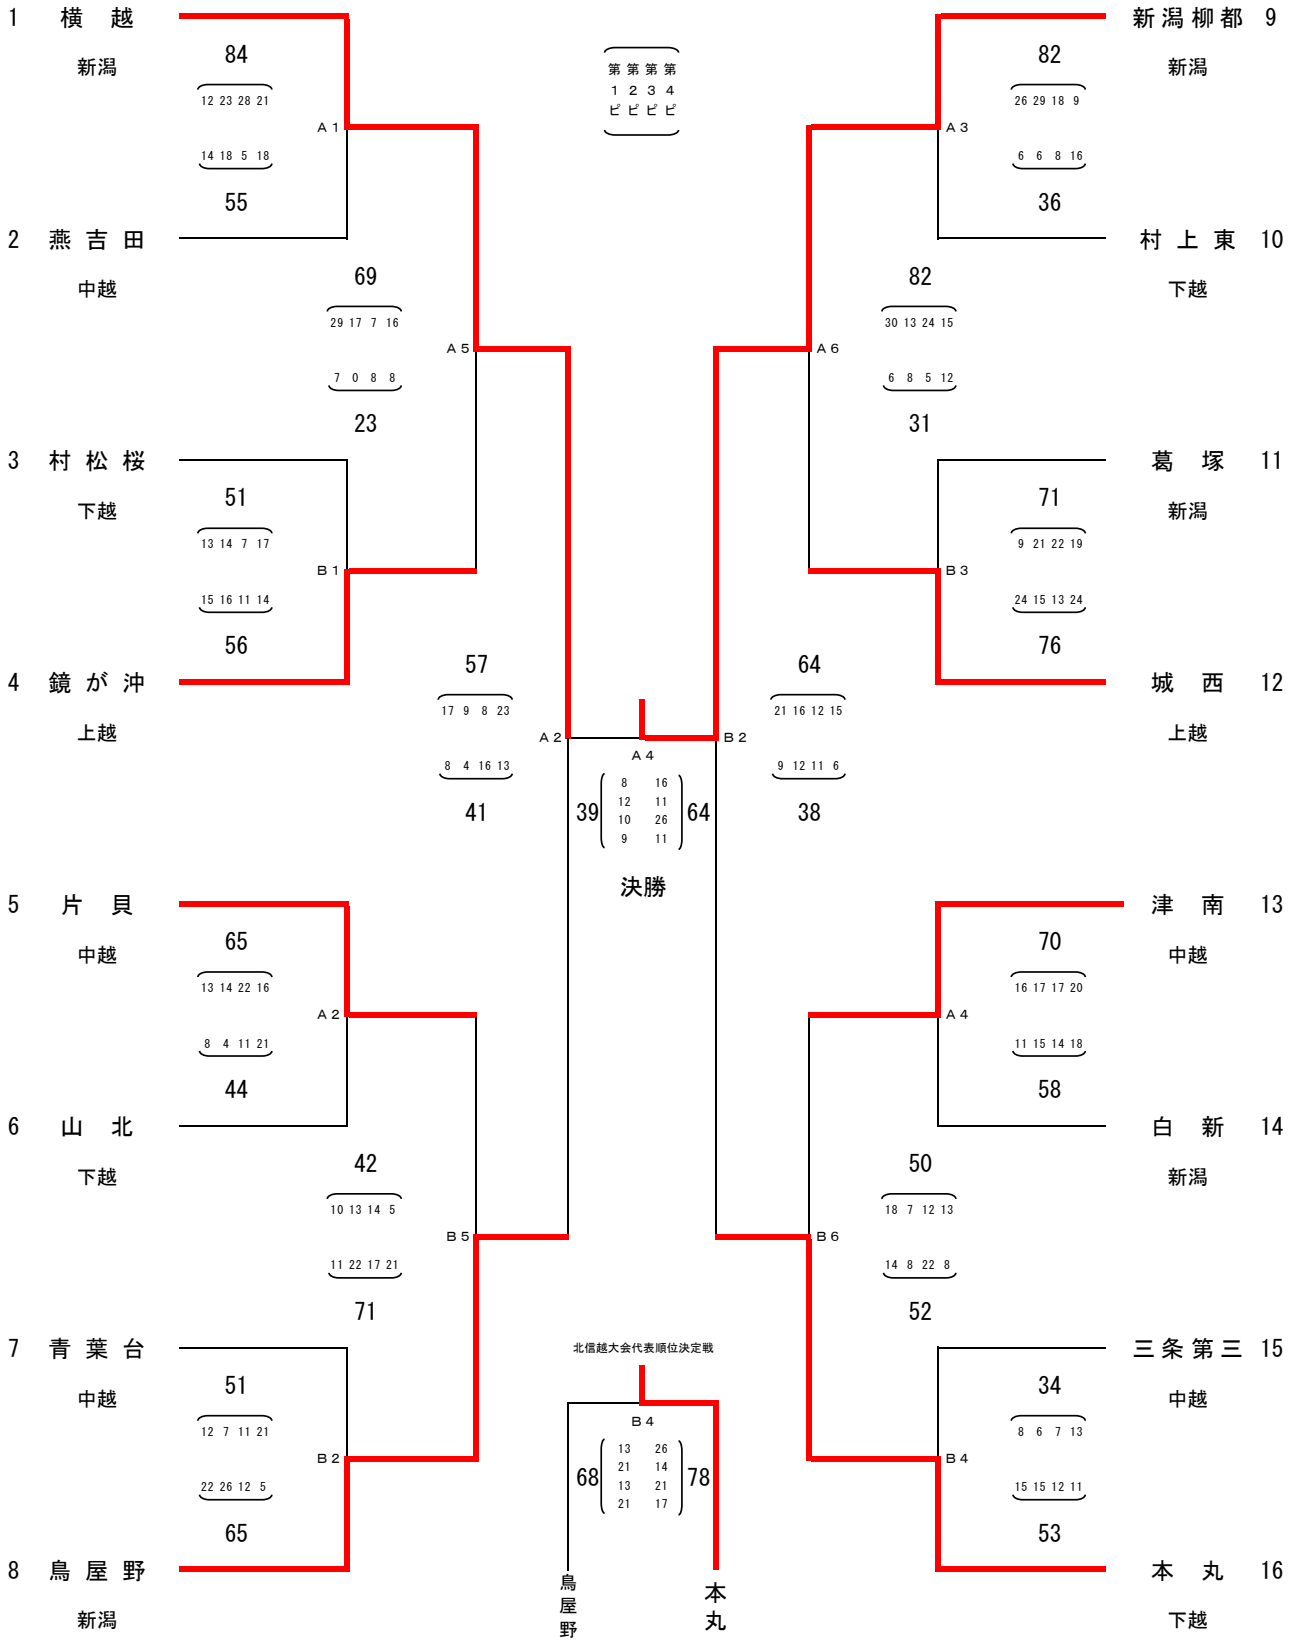 1 横越
新潟
84
12 23 28 21
A1
14 18 5 18
55
2 燕吉田
中越
69
29 17 7 16
A5
7 0 8 8
23
3 村松桜
下越
51
13 14 7 17
B1
15 16 11 14
56
4 鏡が沖
上越
57
17 9 8 23
A2
8 4 16 13
41
5 片貝
中越
65
13 14 22 16
A2
8 4 11 21
44
6 山北
下越
42
10 13 14 5
B5
11 22 17 21
71
7 青葉台
中越
51
12 7 11 21
B2
22 26 12 5
65
8 鳥屋野
新潟
第1ピ
第2ピ
第3ピ
第4ピ
A4
39
8 16
12 11
10 26
9 11
64
決勝
北信越大会代表順位決定戦
B4
68
13 26
21 14
13 21
21 17
78
鳥屋野
本丸
新潟柳都 9
新潟
82
26 29 18 9
A3
6 6 8 16
36
村上東 10
下越
82
30 13 24 15
A6
6 8 5 12
31
葛塚 11
新潟
71
9 21 22 19
B3
24 15 13 24
76
城西 12
上越
64
21 16 12 15
B2
9 12 11 6
38
津南 13
中越
70
16 17 17 20
A4
11 15 14 18
58
白新 14
新潟
50
18 7 12 13
B6
14 8 22 8
52
三条第三 15
中越
34
8 6 7 13
B4
15 15 12 11
53
本丸 16
下越